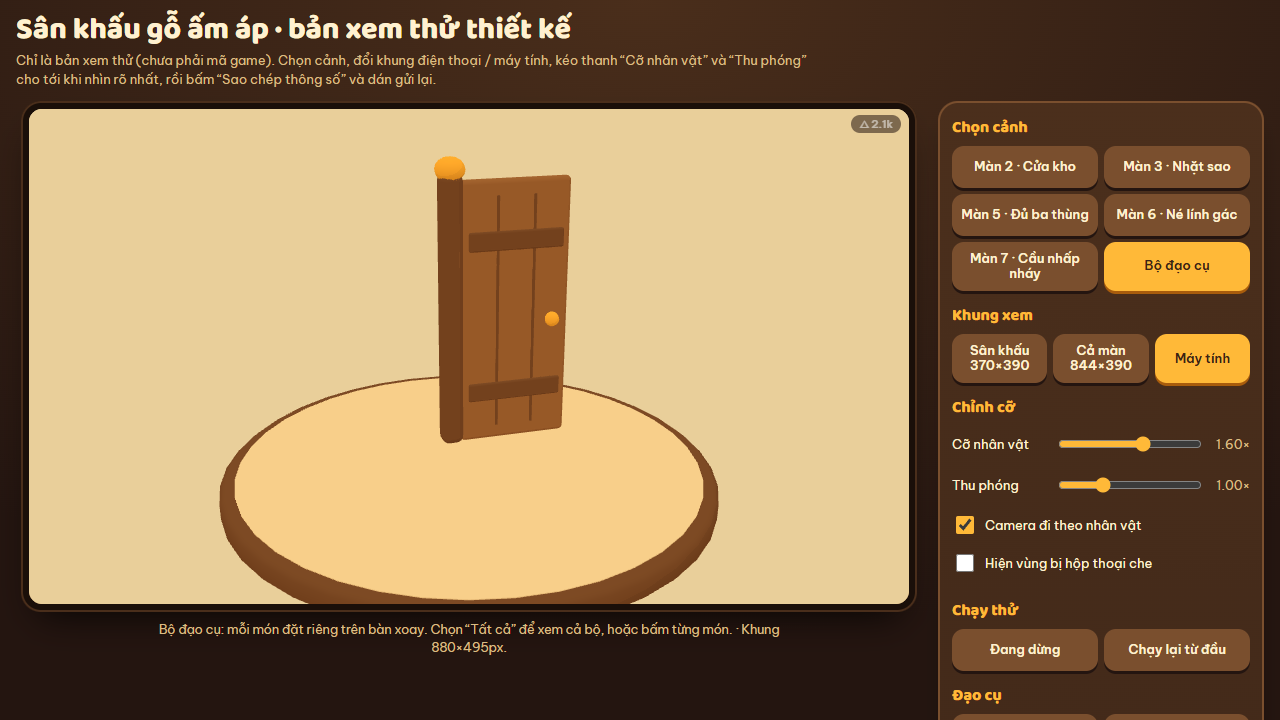 Sân khấu gỗ ấm áp · bản xem thử thiết kế
Chỉ là bản xem thử (chưa phải mã game). Chọn cảnh, đổi khung điện thoại / máy tính, kéo thanh “Cỡ nhân vật” và “Thu phóng”
cho tới khi nhìn rõ nhất, rồi bấm “Sao chép thông số” và dán gửi lại.
△ 2.1k
Bộ đạo cụ: mỗi món đặt riêng trên bàn xoay. Chọn “Tất cả” để xem cả bộ, hoặc bấm từng món. · Khung
880×495px.
Chọn cảnh
Màn 2 · Cửa kho
Màn 3 · Nhặt sao
Màn 5 · Đủ ba thùng
Màn 6 · Né lính gác
Màn 7 · Cầu nhấp
nháy
Bộ đạo cụ
Khung xem
Sân khấu
370×390
Cả màn
844×390
Máy tính
Chỉnh cỡ
Cỡ nhân vật
1.60×
Thu phóng
1.00×
Camera đi theo nhân vật
Hiện vùng bị hộp thoại che
Chạy thử
Đang dừng
Chạy lại từ đầu
Đạo cụ